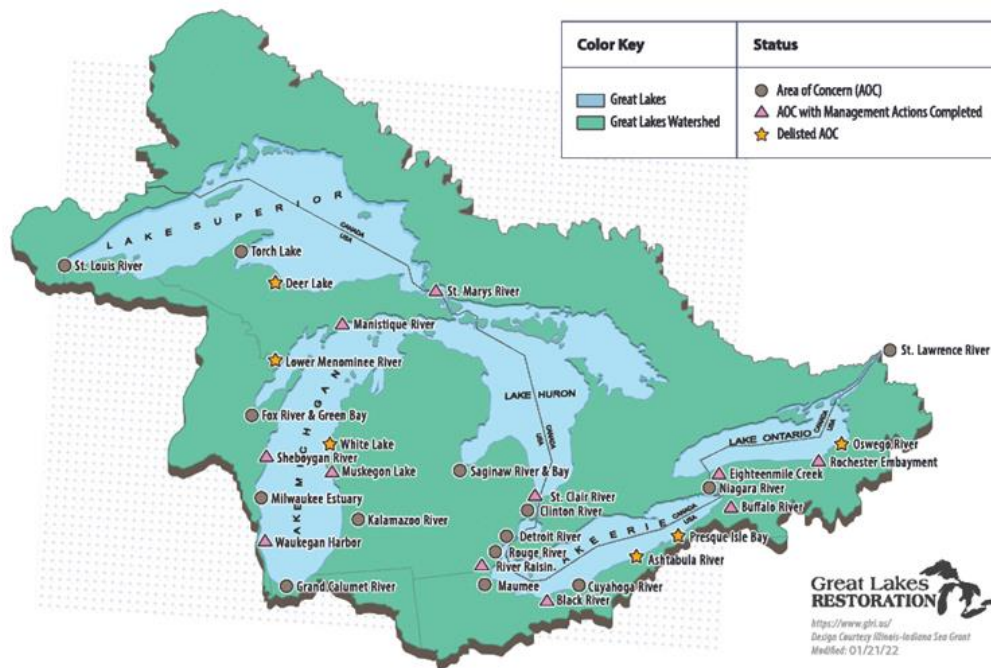 Color Key
Status
Great Lakes
Great Lakes Watershed
Area of Concern (AOC)
AOC with Management Actions Completed
Delisted AOC
LAKE SUPERIOR
CANADA
USA
St. Louis River
Torch Lake
Deer Lake
St. Marys River
Manistique River
Lower Menominee River
St. Lawrence River
LAKE HURON
CANADA
USA
Fox River & Green Bay
LAKE MICHIGAN
White Lake
Sheboygan River
Muskegon Lake
Saginaw River & Bay
LAKE ONTARIO
CANADA
USA
Oswego River
Rochester Embayment
Eighteenmile Creek
Niagara River
Milwaukee Estuary
Kalamazoo River
St. Clair River
Clinton River
Buffalo River
Waukegan Harbor
Detroit River
Rouge River
River Raisin
KE ERIE
CANADA
USA
Presque Isle Bay
Ashtabula River
Grand Calumet River
Maumee
Cuyahoga River
Black River
Great Lakes
RESTORATION
https://www.glri.us/
Design Courtesy Illinois-Indiana Sea Grant
Modified: 01/21/22